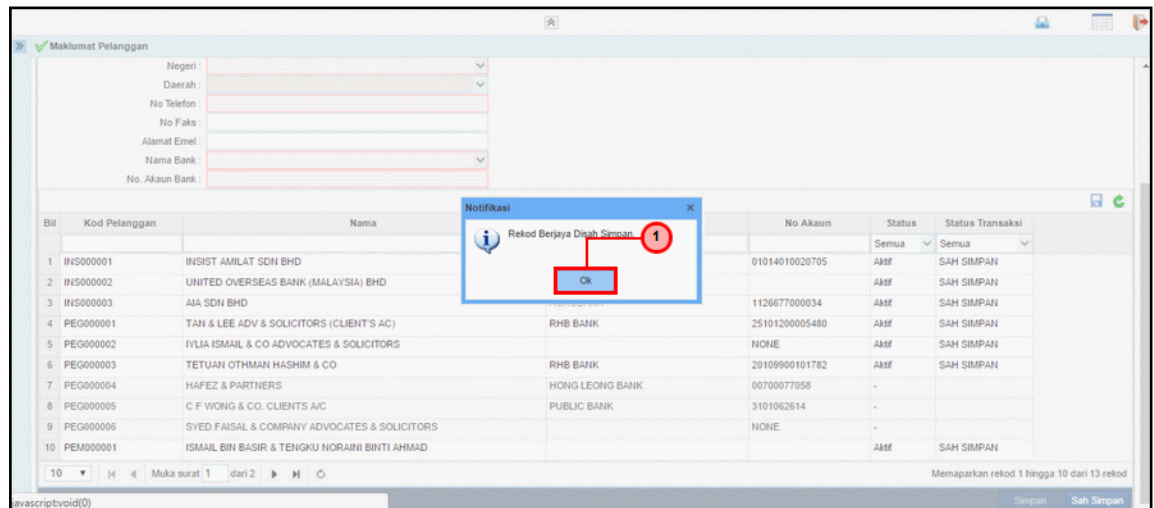 Maklumat Pelanggan
Negeri :
Daerah :
No Telefon :
No Faks :
Alamat Emel :
Nama Bank :
No. Akaun Bank :
Notifikasi
Rekod Berjaya Disah Simpan.
1
Ok
Bil Kod Pelanggan Nama No Akaun Status Status Transaksi
Semua Semua
1 INS000001 INSIST AMILAT SDN BHD 01014010020705 Aktif SAH SIMPAN
2 INS000002 UNITED OVERSEAS BANK (MALAYSIA) BHD Aktif SAH SIMPAN
3 INS000003 AIA SDN BHD 1126677000034 Aktif SAH SIMPAN
4 PEG000001 TAN & LEE ADV & SOLICITORS (CLIENT'S AC) RHB BANK 25101200005480 Aktif SAH SIMPAN
5 PEG000002 IYLIA ISMAIL & CO ADVOCATES & SOLICITORS NONE Aktif SAH SIMPAN
6 PEG000003 TETUAN OTHMAN HASHIM & CO RHB BANK 20109900101782 Aktif SAH SIMPAN
7 PEG000004 HAFEZ & PARTNERS HONG LEONG BANK 00700077058 -
8 PEG000005 C F WONG & CO. CLIENTS A/C PUBLIC BANK 3101062614 -
9 PEG000006 SYED FAISAL & COMPANY ADVOCATES & SOLICITORS NONE -
10 PEM000001 ISMAIL BIN BASIR & TENGKU NORAINI BINTI AHMAD Aktif SAH SIMPAN
10 Muka surat 1 dari 2 Memaparkan rekod 1 hingga 10 dari 13 rekod
javascript:void(0) Simpan Sah Simpan